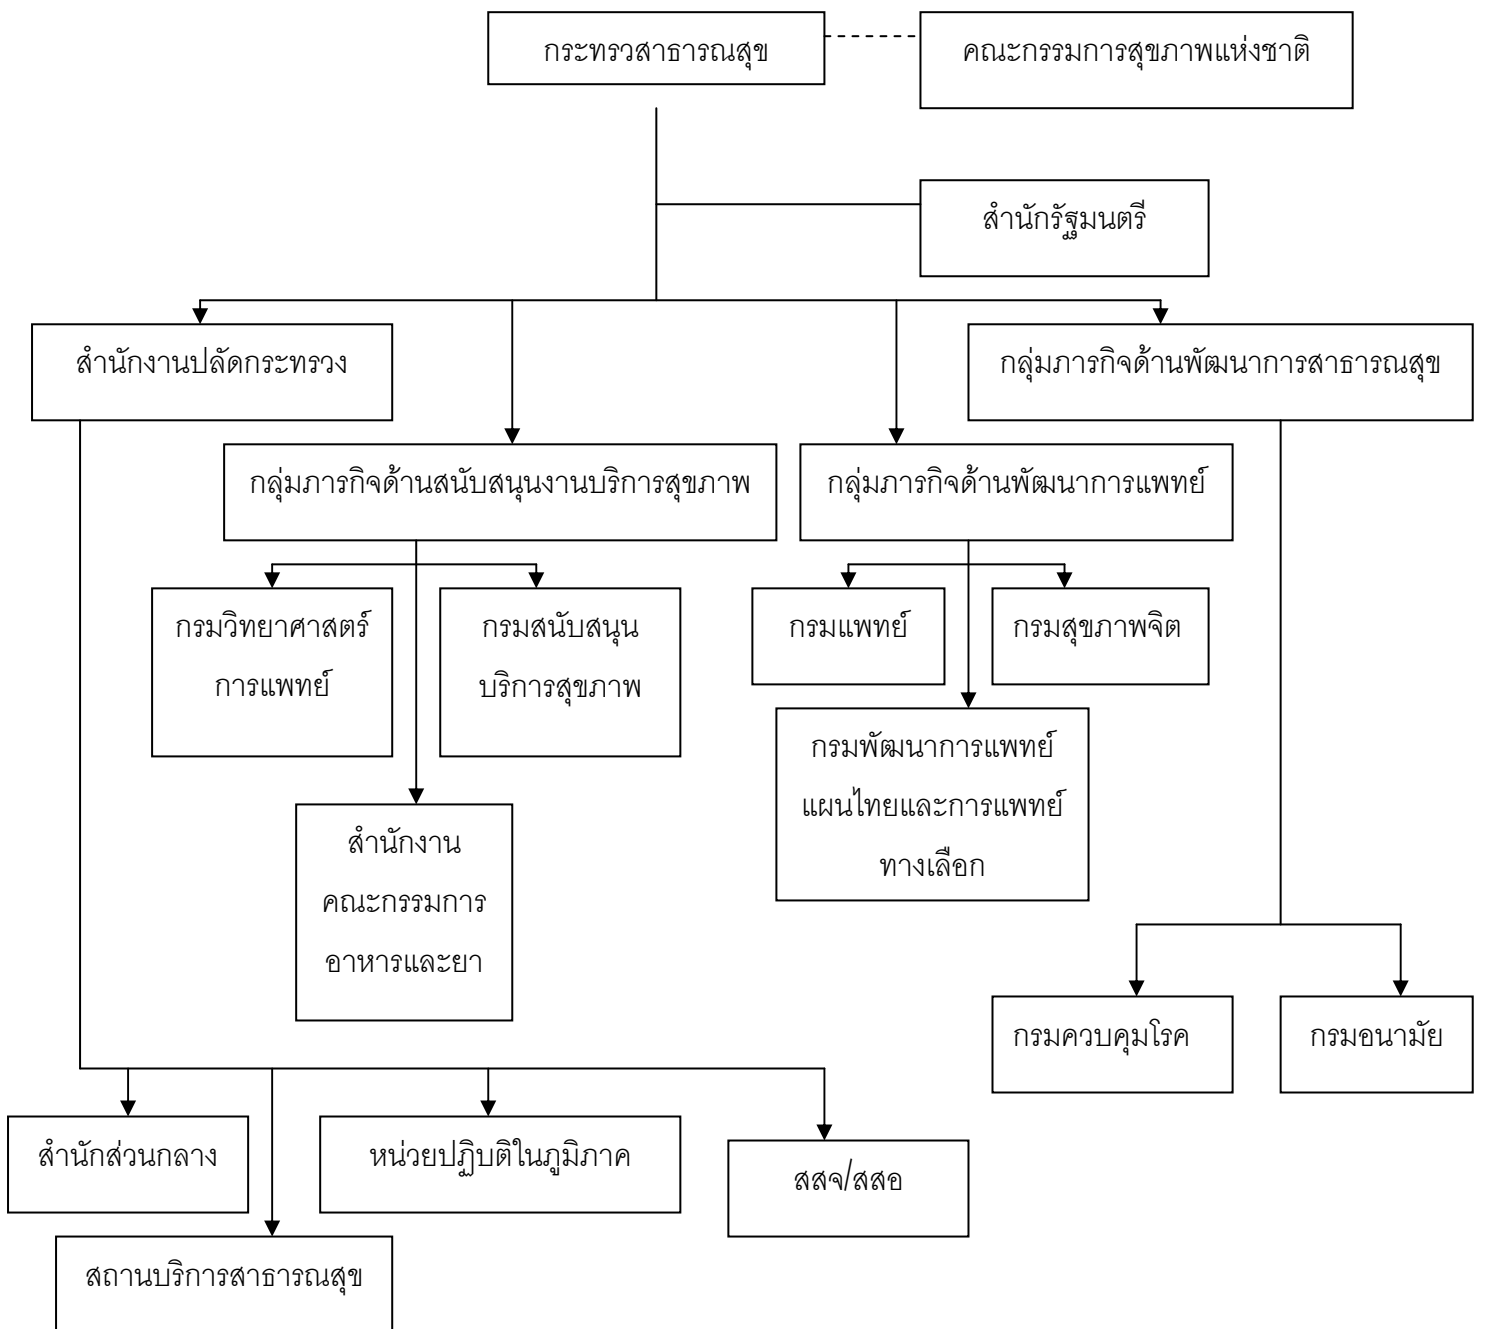 กระทรวสาธารณสุข
คณะกรรมการสุขภาพแห่งชาติ
สำนักรัฐมนตรี
สำนักงานปลัดกระทรวง
กลุ่มภารกิจด้านพัฒนาการสาธารณสุข
กลุ่มภารกิจด้านสนับสนุนงานบริการสุขภาพ
กลุ่มภารกิจด้านพัฒนาการแพทย์
กรมวิทยาศาสตร์
การแพทย์
กรมสนับสนุน
บริการสุขภาพ
กรมแพทย์
กรมสุขภาพจิต
กรมพัฒนาการแพทย์
แผนไทยและการแพทย์
ทางเลือก
สำนักงาน
คณะกรรมการ
อาหารและยา
กรมควบคุมโรค
กรมอนามัย
สำนักส่วนกลาง
หน่วยปฏิบติในภูมิภาค
สสจ/สสอ
สถานบริการสาธารณสุข